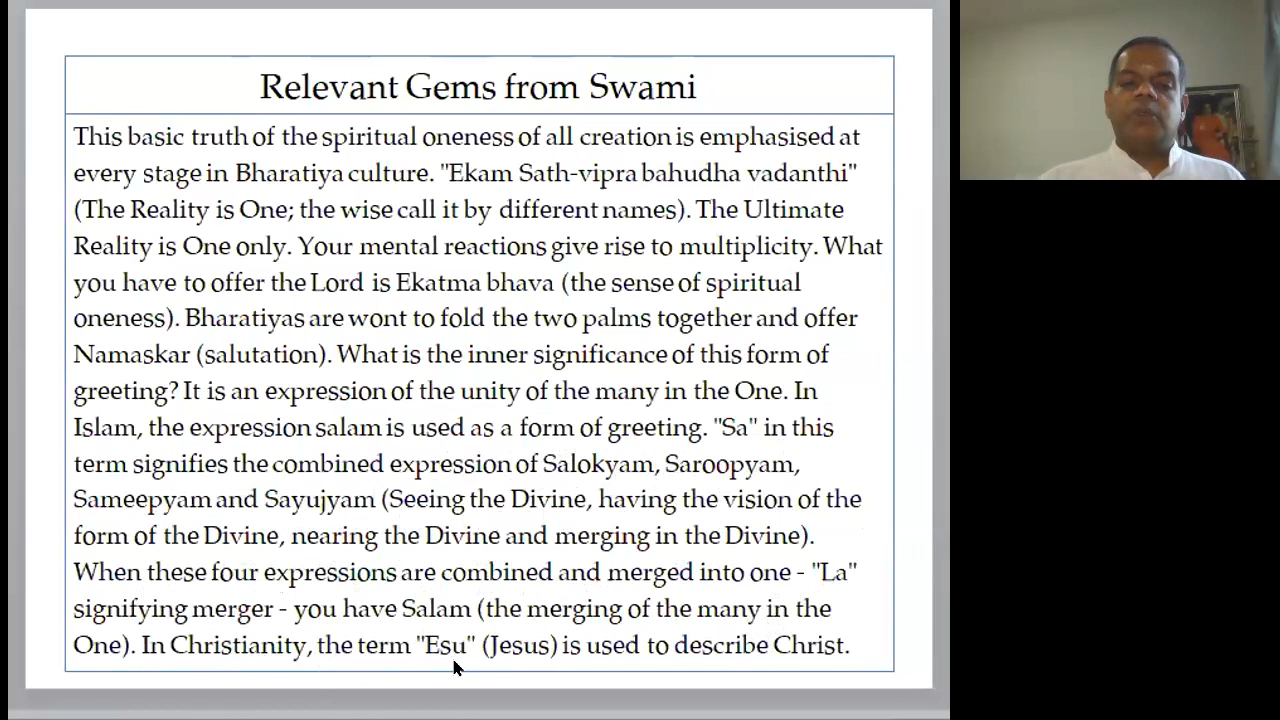 Relevant Gems from Swami
This basic truth of the spiritual oneness of all creation is emphasised at
every stage in Bharatiya culture. "Ekam Sath-vipra bahudha vadanthi"
(The Reality is One; the wise call it by different names). The Ultimate
Reality is One only. Your mental reactions give rise to multiplicity. What
you have to offer the Lord is Ekatma bhava (the sense of spiritual
oneness). Bharatiyas are wont to fold the two palms together and offer
Namaskar (salutation). What is the inner significance of this form of
greeting? It is an expression of the unity of the many in the One. In
Islam, the expression salam is used as a form of greeting. "Sa" in this
term signifies the combined expression of Salokyam, Saroopyam,
Sameepyam and Sayujyam (Seeing the Divine, having the vision of the
form of the Divine, nearing the Divine and merging in the Divine).
When these four expressions are combined and merged into one - "La"
signifying merger - you have Salam (the merging of the many in the
One). In Christianity, the term "Esu" (Jesus) is used to describe Christ.